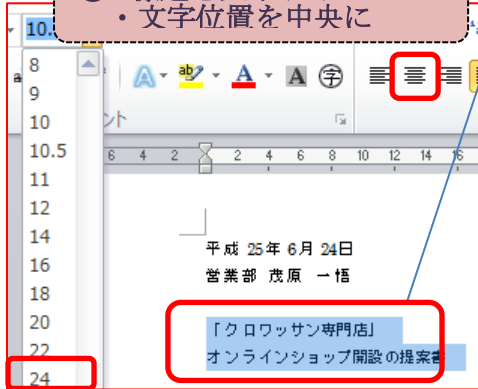 ・文字位置を中央に
10.
8
9
10
10.5
11
12
14
16
18
20
22
24
ab
A
A
A
字
ント
6 4 2 2 4 6 8 10 12 14 16
平成 25年 6月 24日
営業部 茂原 一悟
「クロワッサン専門店」
オンラインショップ開設の提案書